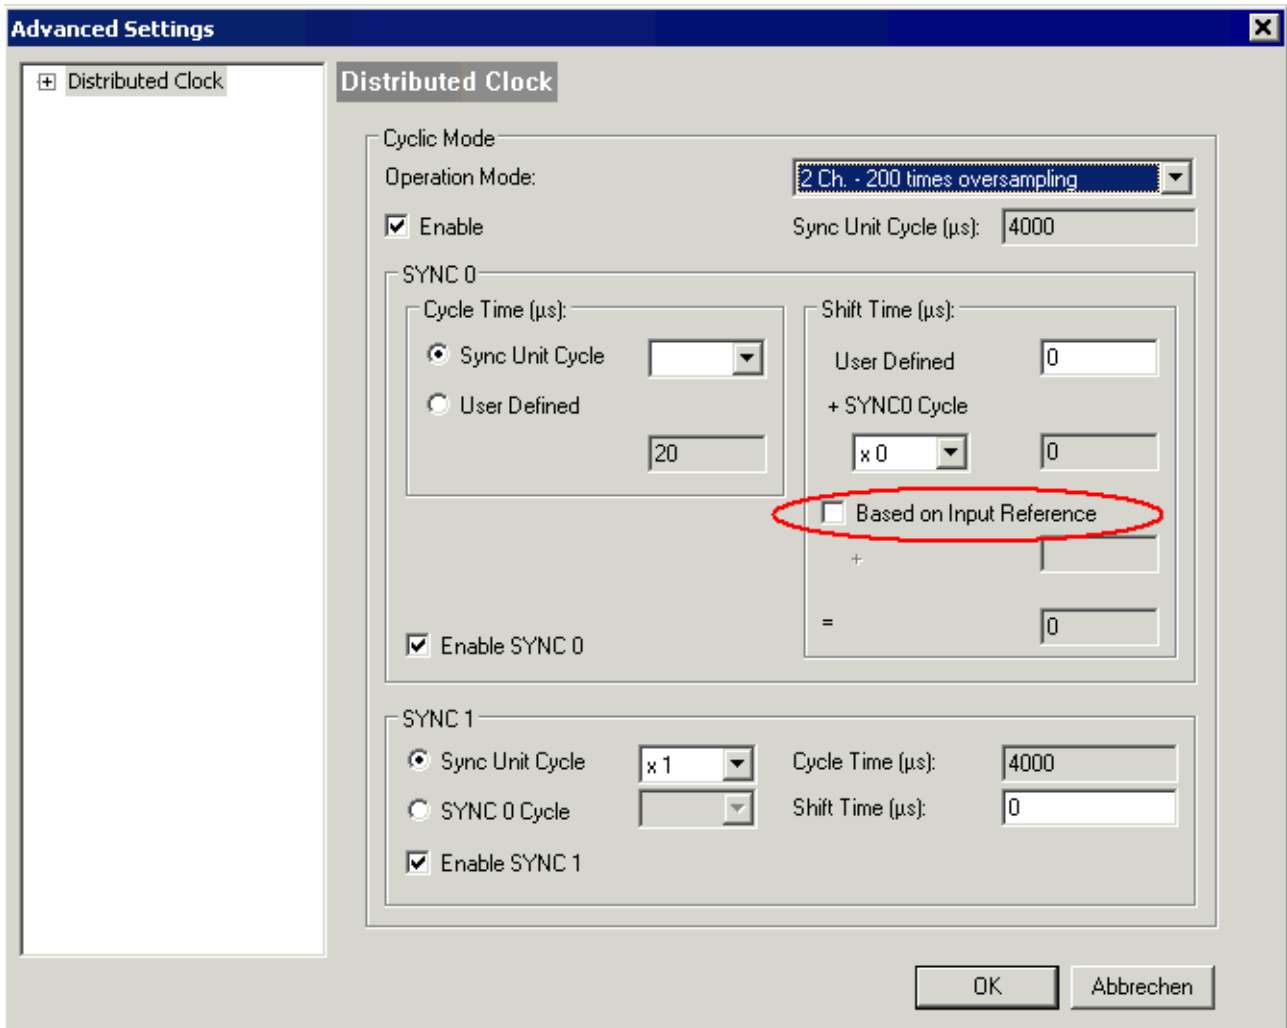 Advanced Settings
Distributed Clock
Distributed Clock
Cyclic Mode
Operation Mode:
2 Ch. - 200 times oversampling
Enable
Sync Unit Cycle (µs):
4000
SYNC 0
Cycle Time (µs):
Sync Unit Cycle
User Defined
20
Shift Time (µs):
User Defined
0
+ SYNC0 Cycle
x 0
0
Based on Input Reference
+
=
0
Enable SYNC 0
SYNC 1
Sync Unit Cycle
x 1
Cycle Time (µs):
4000
SYNC 0 Cycle
Shift Time (µs):
0
Enable SYNC 1
OK
Abbrechen